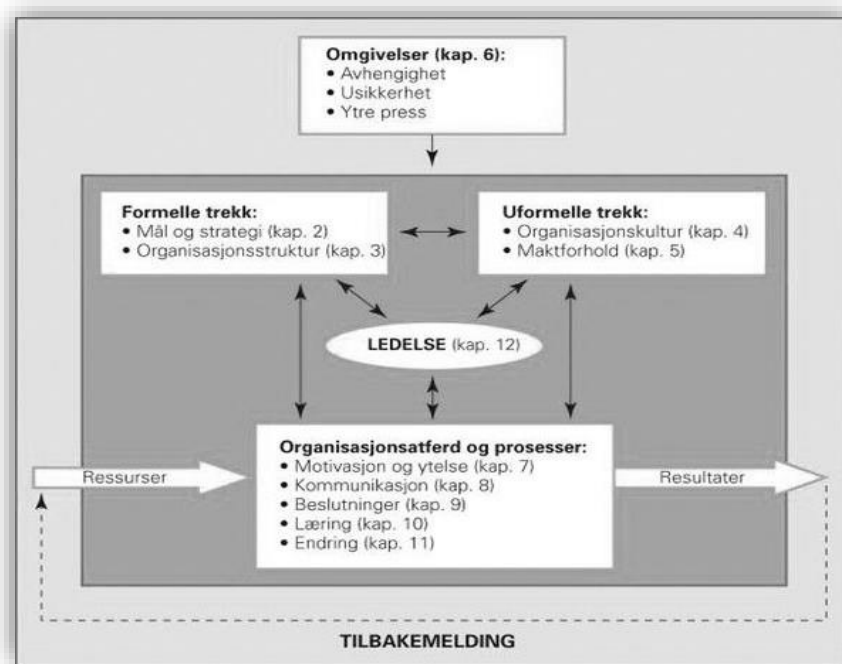 Omgivelser (kap. 6):
• Avhengighet
• Usikkerhet
• Ytre press
Formelle trekk:
• Mål og strategi (kap. 2)
• Organisasjonsstruktur (kap. 3)
Uformelle trekk:
• Organisasjonskultur (kap. 4)
• Maktforhold (kap. 5)
LEDELSE (kap. 12)
Organisasjonsatferd og prosesser:
• Motivasjon og ytelse (kap. 7)
• Kommunikasjon (kap. 8)
• Beslutninger (kap. 9)
• Læring (kap. 10)
• Endring (kap. 11)
Ressurser
Resultater
TILBAKEMELDING